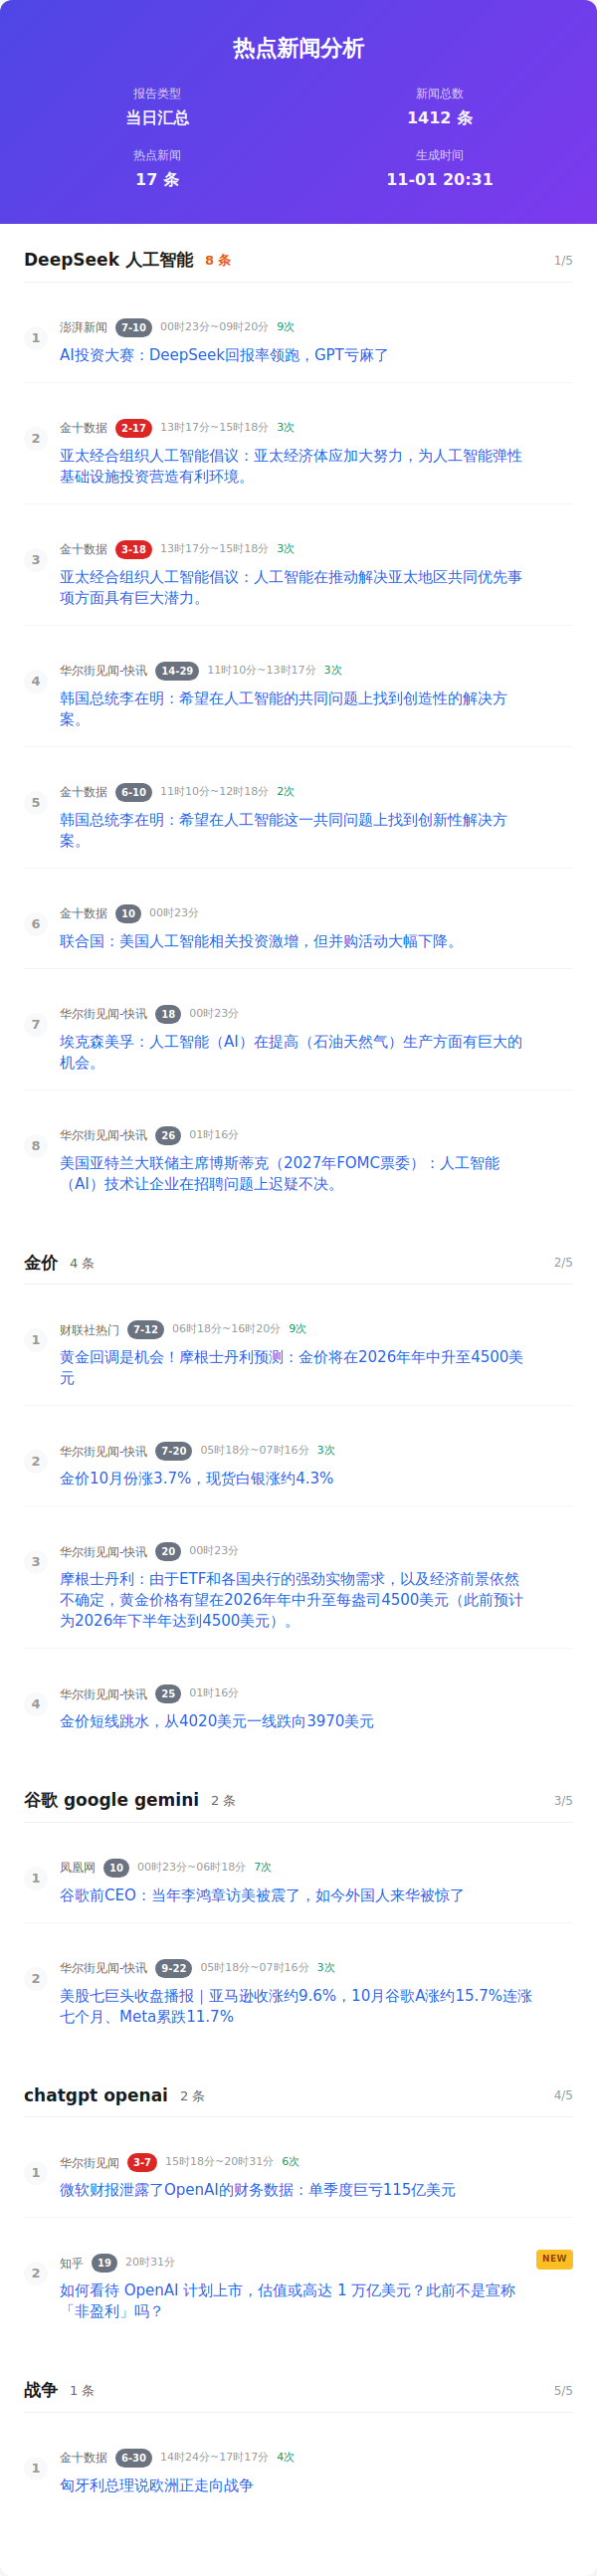 热点新闻分析
报告类型
新闻总数
当日汇总
1412 条
热点新闻
生成时间
17 条
11-01 20:31
DeepSeek 人工智能 8 条 1/5
1 澎湃新闻 7-10 00时23分~09时20分 9次
AI投资大赛：DeepSeek回报率领跑，GPT亏麻了
2 金十数据 2-17 13时17分~15时18分 3次
亚太经合组织人工智能倡议：亚太经济体应加大努力，为人工智能弹性
基础设施投资营造有利环境。
3 金十数据 3-18 13时17分~15时18分 3次
亚太经合组织人工智能倡议：人工智能在推动解决亚太地区共同优先事
项方面具有巨大潜力。
4 华尔街见闻-快讯 14-29 11时10分~13时17分 3次
韩国总统李在明：希望在人工智能的共同问题上找到创造性的解决方
案。
5 金十数据 6-10 11时10分~12时18分 2次
韩国总统李在明：希望在人工智能这一共同问题上找到创新性解决方
案。
6 金十数据 10 00时23分
联合国：美国人工智能相关投资激增，但并购活动大幅下降。
7 华尔街见闻-快讯 18 00时23分
埃克森美孚：人工智能（AI）在提高（石油天然气）生产方面有巨大的
机会。
8 华尔街见闻-快讯 26 01时16分
美国亚特兰大联储主席博斯蒂克（2027年FOMC票委）：人工智能
（AI）技术让企业在招聘问题上迟疑不决。
金价 4 条 2/5
1 财联社热门 7-12 06时18分~16时20分 9次
黄金回调是机会！摩根士丹利预测：金价将在2026年年中升至4500美
元
2 华尔街见闻-快讯 7-20 05时18分~07时16分 3次
金价10月份涨3.7%，现货白银涨约4.3%
3 华尔街见闻-快讯 20 00时23分
摩根士丹利：由于ETF和各国央行的强劲实物需求，以及经济前景依然
不确定，黄金价格有望在2026年年中升至每盎司4500美元（此前预计
为2026年下半年达到4500美元）。
4 华尔街见闻-快讯 25 01时16分
金价短线跳水，从4020美元一线跌向3970美元
谷歌 google gemini 2 条 3/5
1 凤凰网 10 00时23分~06时18分 7次
谷歌前CEO：当年李鸿章访美被震了，如今外国人来华被惊了
2 华尔街见闻-快讯 9-22 05时18分~07时16分 3次
美股七巨头收盘播报｜亚马逊收涨约9.6%，10月谷歌A涨约15.7%连涨
七个月、Meta累跌11.7%
chatgpt openai 2 条 4/5
1 华尔街见闻 3-7 15时18分~20时31分 6次
微软财报泄露了OpenAI的财务数据：单季度巨亏115亿美元
2 知乎 19 20时31分 NEW
如何看待 OpenAI 计划上市，估值或高达 1 万亿美元？此前不是宣称
「非盈利」吗？
战争 1 条 5/5
1 金十数据 6-30 14时24分~17时17分 4次
匈牙利总理说欧洲正走向战争